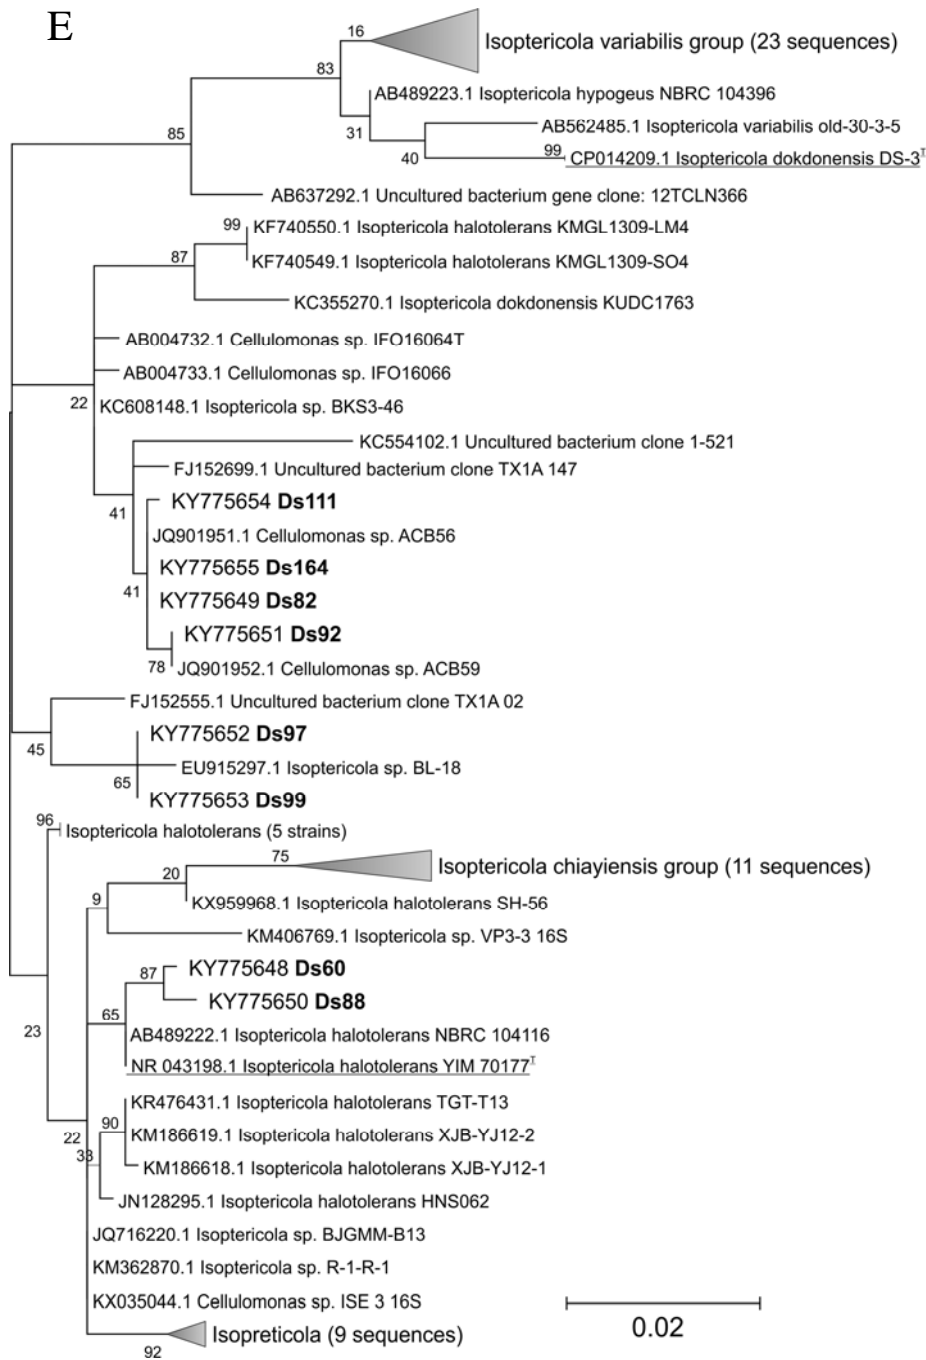 E
16
Isoptericola variabilis group (23 sequences)
83
AB489223.1 Isoptericola hypogeus NBRC 104396
31
AB562485.1 Isoptericola variabilis old-30-3-5
85
40
99
CP014209.1 Isoptericola dokdonensis DS-3T
AB637292.1 Uncultured bacterium gene clone: 12TCLN366
99
KF740550.1 Isoptericola halotolerans KMGL1309-LM4
87
KF740549.1 Isoptericola halotolerans KMGL1309-SO4
KC355270.1 Isoptericola dokdonensis KUDC1763
AB004732.1 Cellulomonas sp. IFO16064T
AB004733.1 Cellulomonas sp. IFO16066
22
KC608148.1 Isoptericola sp. BKS3-46
KC554102.1 Uncultured bacterium clone 1-521
FJ152699.1 Uncultured bacterium clone TX1A 147
41
KY775654 Ds111
JQ901951.1 Cellulomonas sp. ACB56
KY775655 Ds164
41
KY775649 Ds82
KY775651 Ds92
78
JQ901952.1 Cellulomonas sp. ACB59
FJ152555.1 Uncultured bacterium clone TX1A 02
KY775652 Ds97
45
EU915297.1 Isoptericola sp. BL-18
65
KY775653 Ds99
96
Isoptericola halotolerans (5 strains)
75
Isoptericola chiayiensis group (11 sequences)
20
9
KX959968.1 Isoptericola halotolerans SH-56
KM406769.1 Isoptericola sp. VP3-3 16S
87
KY775648 Ds60
KY775650 Ds88
65
23
AB489222.1 Isoptericola halotolerans NBRC 104116
NR 043198.1 Isoptericola halotolerans YIM 70177T
KR476431.1 Isoptericola halotolerans TGT-T13
90
22
KM186619.1 Isoptericola halotolerans XJB-YJ12-2
33
KM186618.1 Isoptericola halotolerans XJB-YJ12-1
JN128295.1 Isoptericola halotolerans HNS062
JQ716220.1 Isoptericola sp. BJGMM-B13
KM362870.1 Isoptericola sp. R-1-R-1
KX035044.1 Cellulomonas sp. ISE 3 16S
0.02
Isopreticola (9 sequences)
92